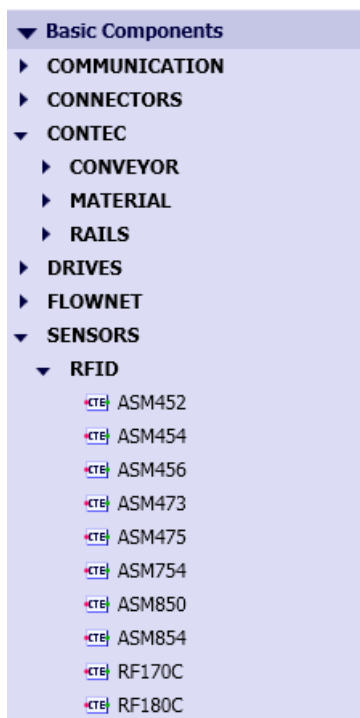 Basic Components
COMMUNICATION
CONNECTORS
CONTEC
CONVEYOR
MATERIAL
RAILS
DRIVES
FLOWNET
SENSORS
RFID
CTE ASM452
CTE ASM454
CTE ASM456
CTE ASM473
CTE ASM475
CTE ASM754
CTE ASM850
CTE ASM854
CTE RF170C
CTE RF180C